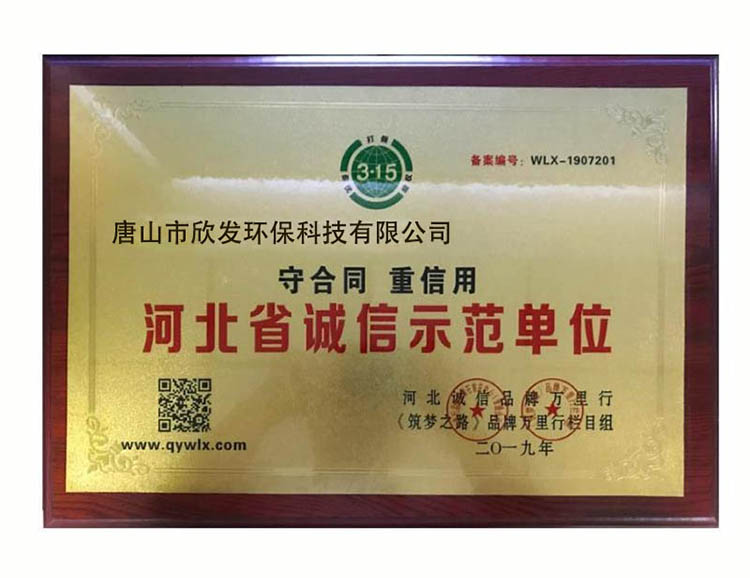 3·15
备案编号：WLX-1907201
唐山市欣发环保科技有限公司
守合同 重信用
河北省诚信示范单位
www.qywlx.com
河北诚信品牌万里行
《筑梦之路》品牌万里行栏目组
二〇一九年